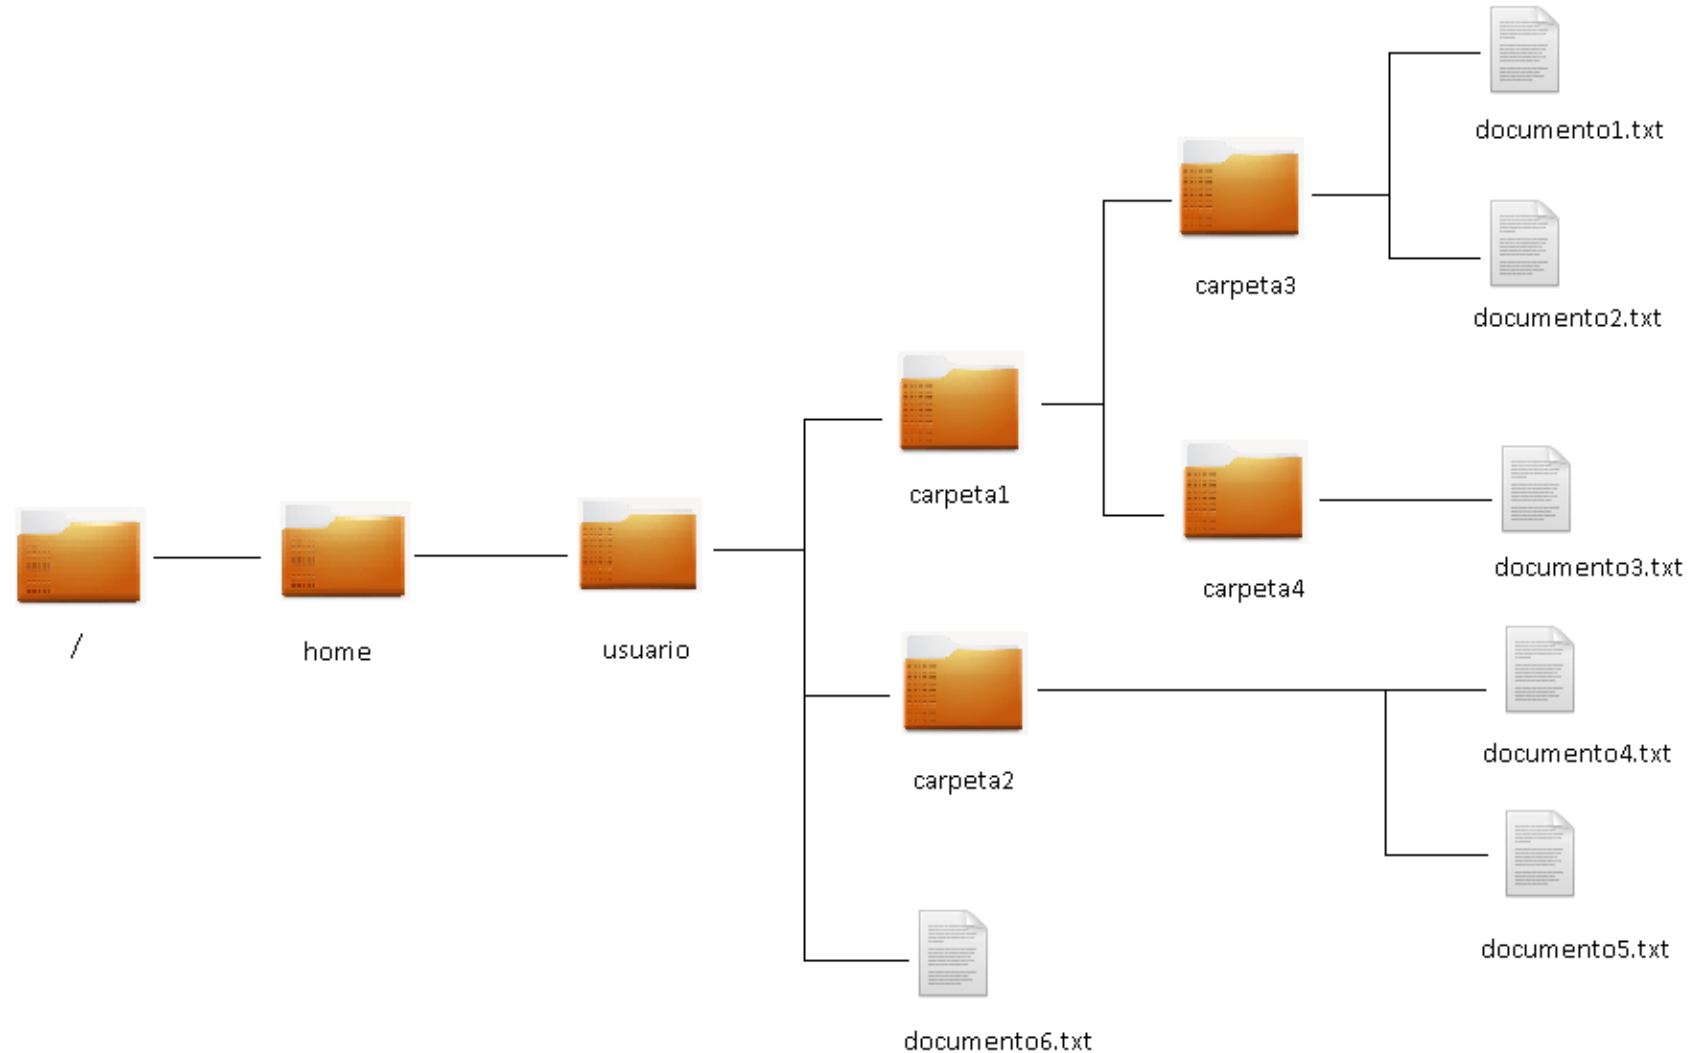 documento1.txt
carpeta3
documento2.txt
carpeta1
documento3.txt
carpeta4
/
home
usuario
documento4.txt
carpeta2
documento5.txt
documento6.txt